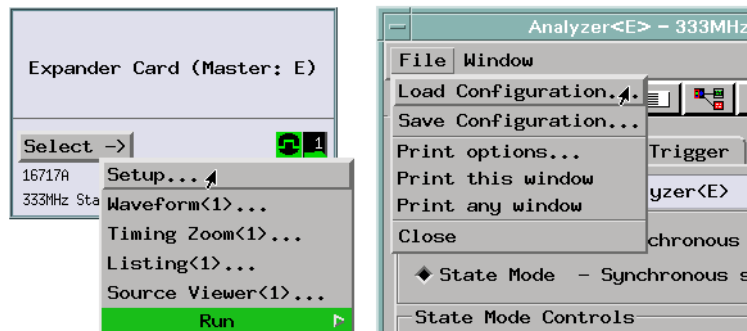 Expander Card (Master: E)
Select ->
1
16717A
333MHz Sta
Setup...
Waveform<1>...
Timing Zoom<1>...
Listing<1>...
Source Viewer<1>...
Run
Analyzer<E> - 333MHz
File Window
Load Configuration...
Save Configuration...
Print options...
Print this window
Print any window
Close
Trigger
yzer<E>
chronous
State Mode - Synchronous s
State Mode Controls